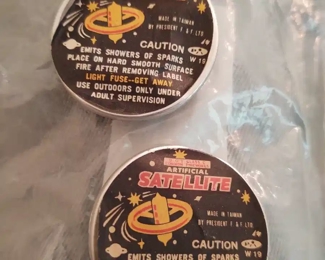 MADE IN TAIWAN
BY PRESIDENT F & F LTD
CAUTION
W 10
EMITS SHOWERS OF SPARKS
PLACE ON HARD SMOOTH SURFACE
FIRE AFTER REMOVING LABEL
LIGHT FUSE--GET AWAY
USE OUTDOORS ONLY UNDER
ADULT SUPERVISION
ARTIFICIAL
SATELLITE
MADE IN TAIWAN
BY PRESIDENT F & F LTD.
CAUTION
W 10
EMITS SHOWERS OF SPARKS